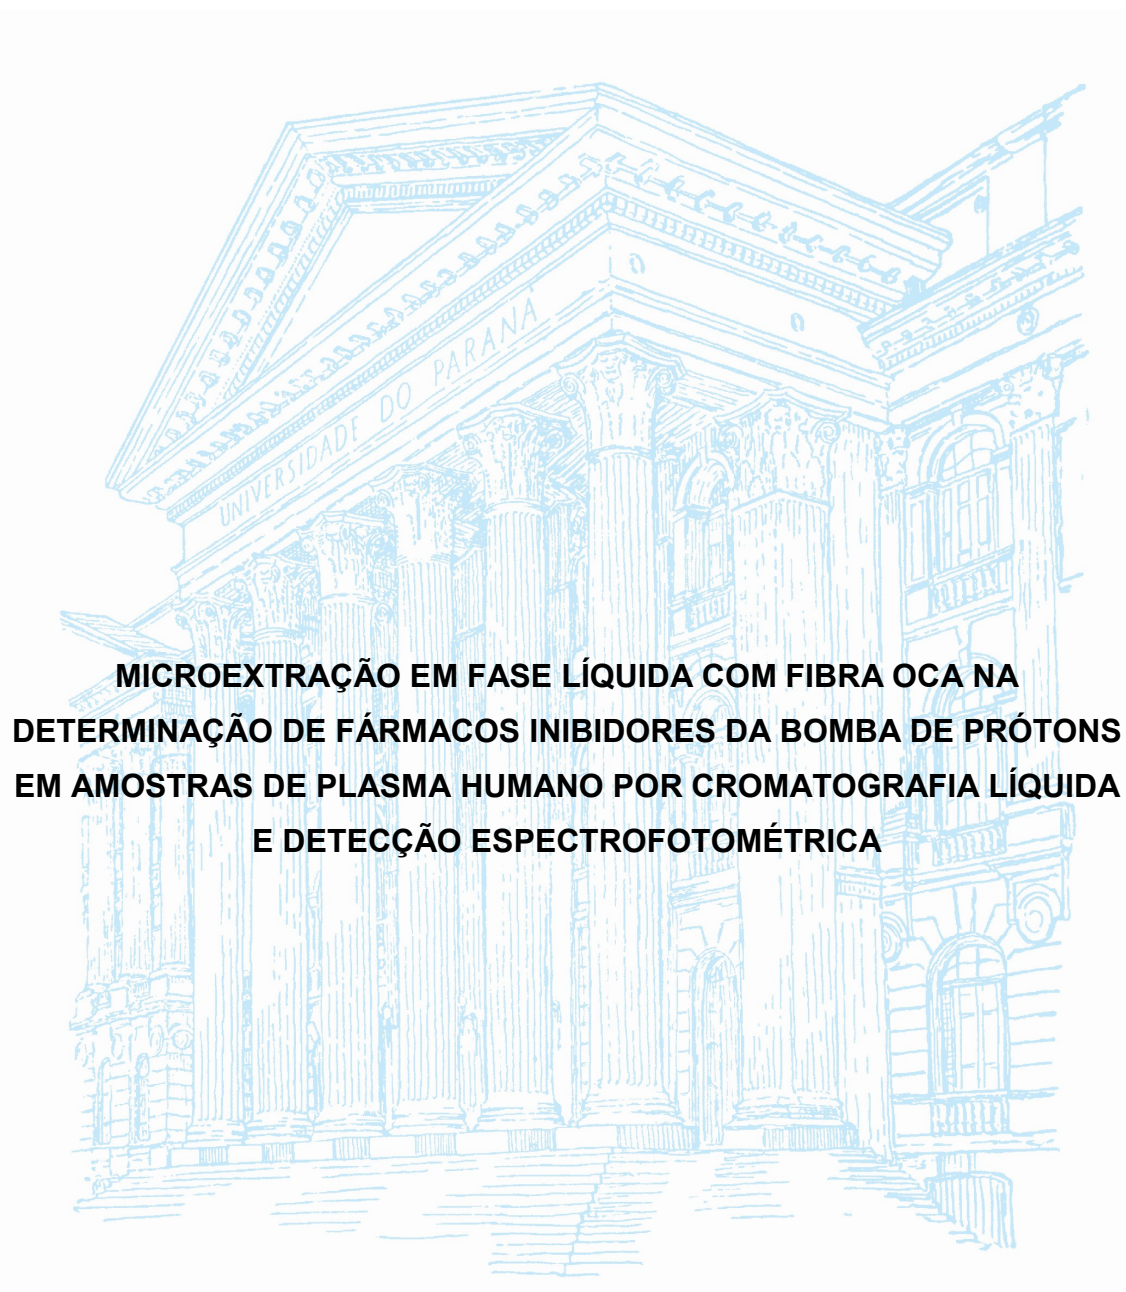 UNIVERSIDADE DO PARANA
MICROEXTRAÇÃO EM FASE LÍQUIDA COM FIBRA OCA NA
DETERMINAÇÃO DE FÁRMACOS INIBIDORES DA BOMBA DE PRÓTONS
EM AMOSTRAS DE PLASMA HUMANO POR CROMATOGRAFIA LÍQUIDA
E DETECÇÃO ESPECTROFOTOMÉTRICA